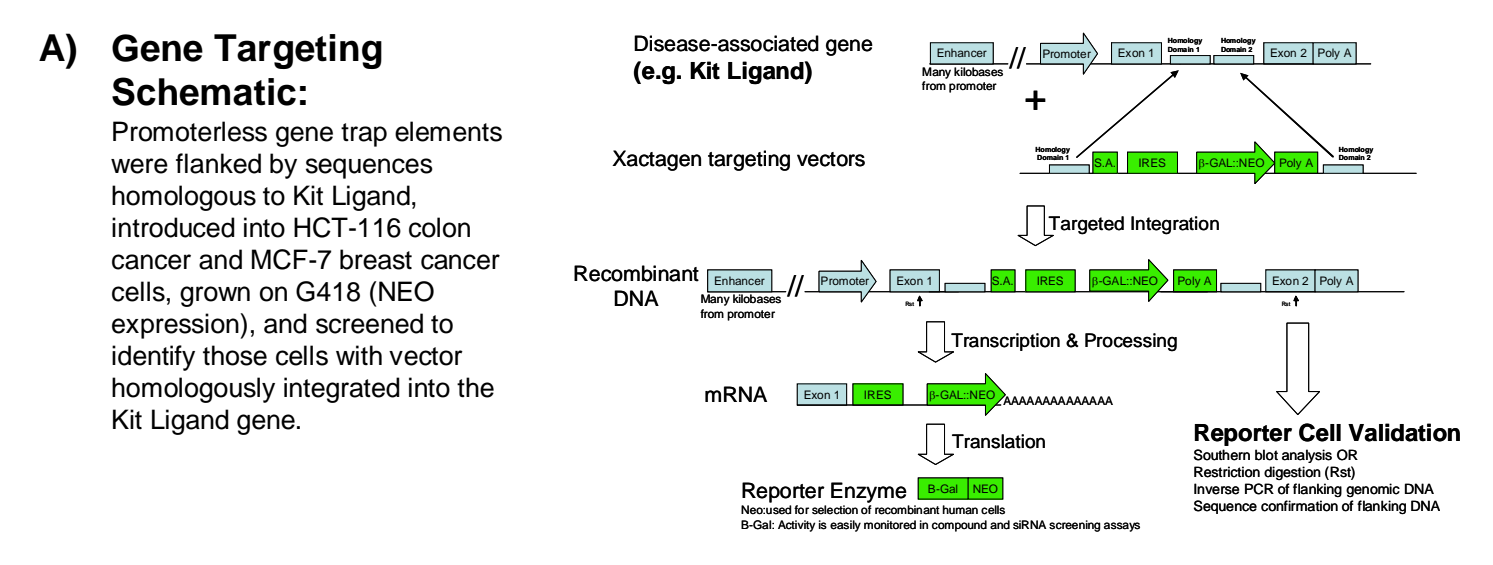 A) Gene Targeting
Schematic:
Promoterless gene trap elements
were flanked by sequences
homologous to Kit Ligand,
introduced into HCT-116 colon
cancer and MCF-7 breast cancer
cells, grown on G418 (NEO
expression), and screened to
identify those cells with vector
homologously integrated into the
Kit Ligand gene.
Disease-associated gene
(e.g. Kit Ligand)
Enhancer // Promoter Exon 1 Homology Domain 1 Homology Domain 2 Exon 2 Poly A
Many kilobases
from promoter
+
Xactagen targeting vectors
Homology Domain 1 S.A. IRES β-GAL::NEO Poly A Homology Domain 2
Targeted Integration
Recombinant
DNA
Enhancer // Promoter Exon 1 S.A. IRES β-GAL::NEO Poly A Exon 2 Poly A
Many kilobases
from promoter
Rst Rst
Transcription & Processing
mRNA
Exon 1 IRES β-GAL::NEO AAAAAAAAAAAAAA
Translation
Reporter Enzyme B-Gal NEO
Neo:used for selection of recombinant human cells
B-Gal: Activity is easily monitored in compound and siRNA screening assays
Reporter Cell Validation
Southern blot analysis OR
Restriction digestion (Rst)
Inverse PCR of flanking genomic DNA
Sequence confirmation of flanking DNA